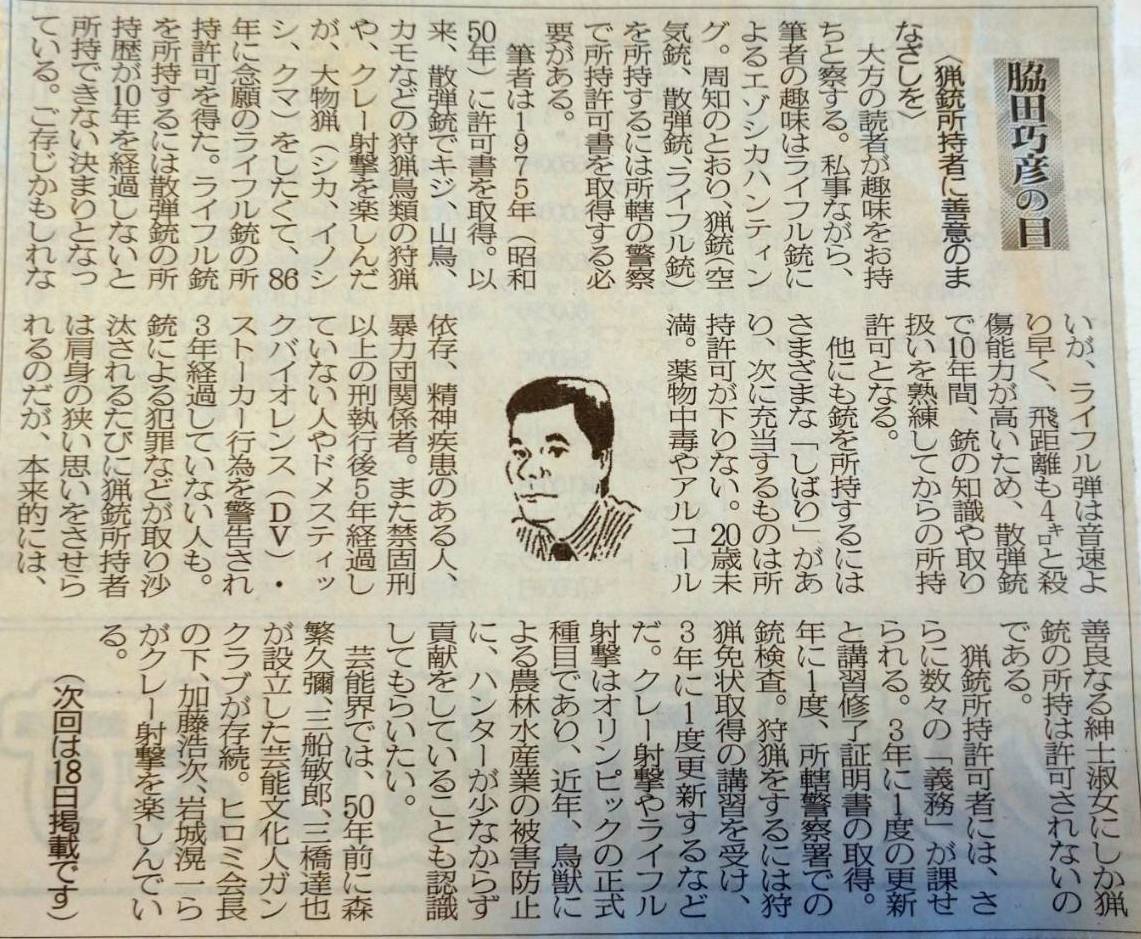 脇田巧彦の目
〈猟銃所持者に善意のま
なざしを〉
大方の読者が趣味をお持
ちと察する。私事ながら、
筆者の趣味はライフル銃に
よるエゾシカハンティン
グ。周知のとおり、猟銃(空
気銃、散弾銃、ライフル銃)
を所持するには所轄の警察
で所持許可書を取得する必
要がある。
筆者は1975年(昭和
50年)に許可書を取得。以
来、散弾銃でキジ、山鳥、
カモなどの狩猟鳥類の狩猟
や、クレー射撃を楽しんだ
が、大物猟(シカ、イノシ
シ、クマ)をしたくて、86
年に念願のライフル銃の所
持許可を得た。ライフル銃
を所持するには散弾銃の所
持歴が10年を経過しないと
所持できない決まりとなっ
ている。ご存じかもしれな
いが、ライフル弾は音速よ
り早く、飛距離も4㌔と殺
傷能力が高いため、散弾銃
で10年間、銃の知識や取り
扱いを熟練してからの所持
許可となる。
他にも銃を所持するには
さまざまな「しばり」があ
り、次に充当するものは所
持許可が下りない。20歳未
満。薬物中毒やアルコール
依存、精神疾患のある人、
暴力団関係者。また禁固刑
以上の刑執行後5年経過し
ていない人やドメスティッ
クバイオレンス(DV)・
ストーカー行為を警告され
3年経過していない人も。
銃による犯罪などが取り沙
汰されるたびに猟銃所持者
は肩身の狭い思いをさせら
れるのだが、本来的には、
善良なる紳士淑女にしか猟
銃の所持は許可されないの
である。
猟銃所持許可者には、さ
らに数々の「義務」が課せ
られる。3年に1度の更新
と講習修了証明書の取得。
年に1度、所轄警察署での
銃検査。狩猟をするには狩
猟免状取得の講習を受け、
3年に1度更新するなど
だ。クレー射撃やライフル
射撃はオリンピックの正式
種目であり、近年、鳥獣に
よる農林水産業の被害防止
に、ハンターが少なからず
貢献をしていることも認識
してもらいたい。
芸能界では、50年前に森
繁久彌、三船敏郎、三橋達也
が設立した芸能文化人ガン
クラブが存続。ヒロミ会長
の下、加藤浩次、岩城滉一ら
がクレー射撃を楽しんでい
る。
(次回は18日掲載です)